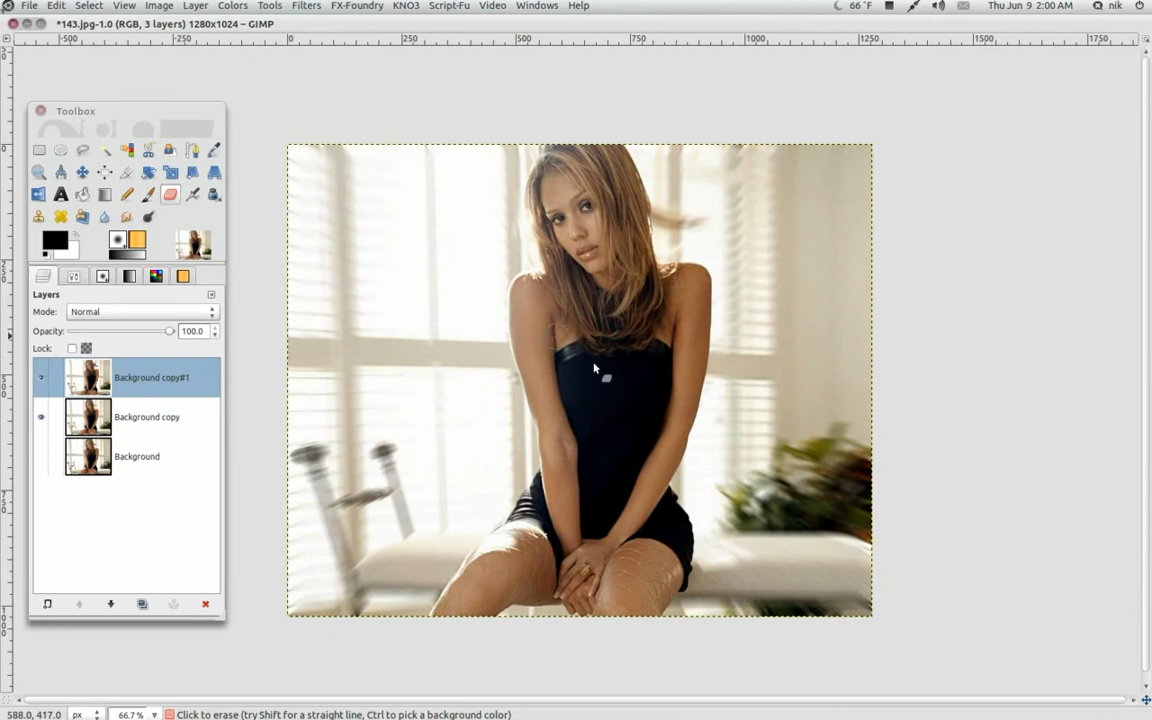 File Edit Select View Image Layer Colors Tools Filters FX-Foundry KNO3 Script-Fu Video Windows Help 66 °F Thu Jun 9 2:00 AM nik
*143.jpg-1.0 (RGB, 3 layers) 1280x1024 – GIMP
-500 -250 0 250 500 750 1000 1250 1500 1750
Toolbox
Layers
Mode: Normal
Opacity: 100.0
Lock:
Background copy#1
Background copy
Background
588.0, 417.0 px 66.7% Click to erase (try Shift for a straight line, Ctrl to pick a background color)